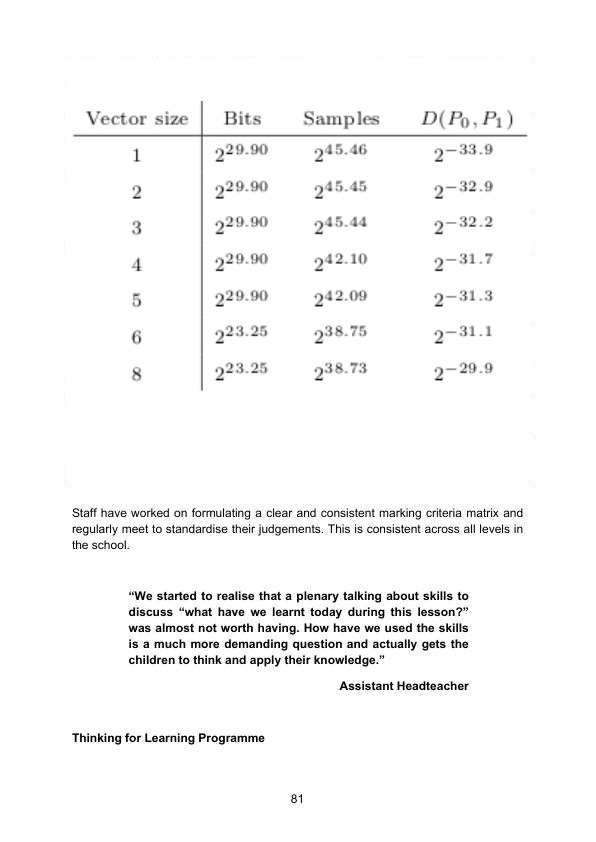 Vector size Bits Samples D(P₀, P₁)
1 2^29.90 2^45.46 2^−33.9
2 2^29.90 2^45.45 2^−32.9
3 2^29.90 2^45.44 2^−32.2
4 2^29.90 2^42.10 2^−31.7
5 2^29.90 2^42.09 2^−31.3
6 2^23.25 2^38.75 2^−31.1
8 2^23.25 2^38.73 2^−29.9
Staff have worked on formulating a clear and consistent marking criteria matrix and
regularly meet to standardise their judgements. This is consistent across all levels in
the school.
“We started to realise that a plenary talking about skills to
discuss “what have we learnt today during this lesson?”
was almost not worth having. How have we used the skills
is a much more demanding question and actually gets the
children to think and apply their knowledge.”
Assistant Headteacher
Thinking for Learning Programme
81